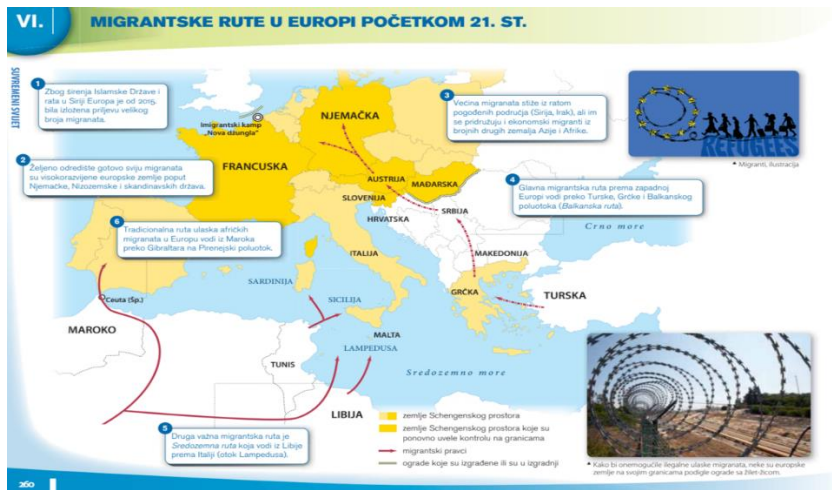 VI.
MIGRANTSKE RUTE U EUROPI POČETKOM 21. ST.
SUVREMENI SVIJET
1
Zbog širenja Islamske Države i
rata u Siriji Europa je od 2015.
bila izložena priljevu velikog
broja migranata.
2
Željeno odredište gotovo sviju migranata
su visokorazvijene europske zemlje poput
Njemačke, Nizozemske i skandinavskih država.
6
Tradicionalna ruta ulaska afričkih
migranata u Europu vodi iz Maroka
preko Gibraltara na Pirenejski poluotok.
3
Većina migranata stiže iz ratom
pogođenih područja (Sirija, Irak), ali im
se pridružuju i ekonomski migranti iz
brojnih drugih zemalja Azije i Afrike.
4
Glavna migrantska ruta prema zapadnoj
Europi vodi preko Turske, Grčke i Balkanskog
poluotoka (Balkanska ruta).
5
Druga važna migrantska ruta je
Sredozemna ruta koja vodi iz Libije
prema Italiji (otok Lampedusa).
Imigrantski kamp
„Nova džungla”
NJEMAČKA
FRANCUSKA
AUSTRIJA
MAĐARSKA
SLOVENIJA
HRVATSKA
SRBIJA
ITALIJA
MAKEDONIJA
GRČKA
TURSKA
Crno more
SARDINIJA
SICILIJA
MALTA
LAMPEDUSA
Ceuta (Šp.)
MAROKO
TUNIS
LIBIJA
Sredozemno more
zemlje Schengenskog prostora
zemlje Schengenskog prostora koje su
ponovno uvele kontrolu na granicama
migrantski pravci
ograde koje su izgrađene ili su u izgradnji
REFUGEES
Migranti, ilustracija
Kako bi onemogućile ilegalne ulaske migranata, neke su europske
zemlje na svojim granicama podigle ograde sa žilet-žicom.
260